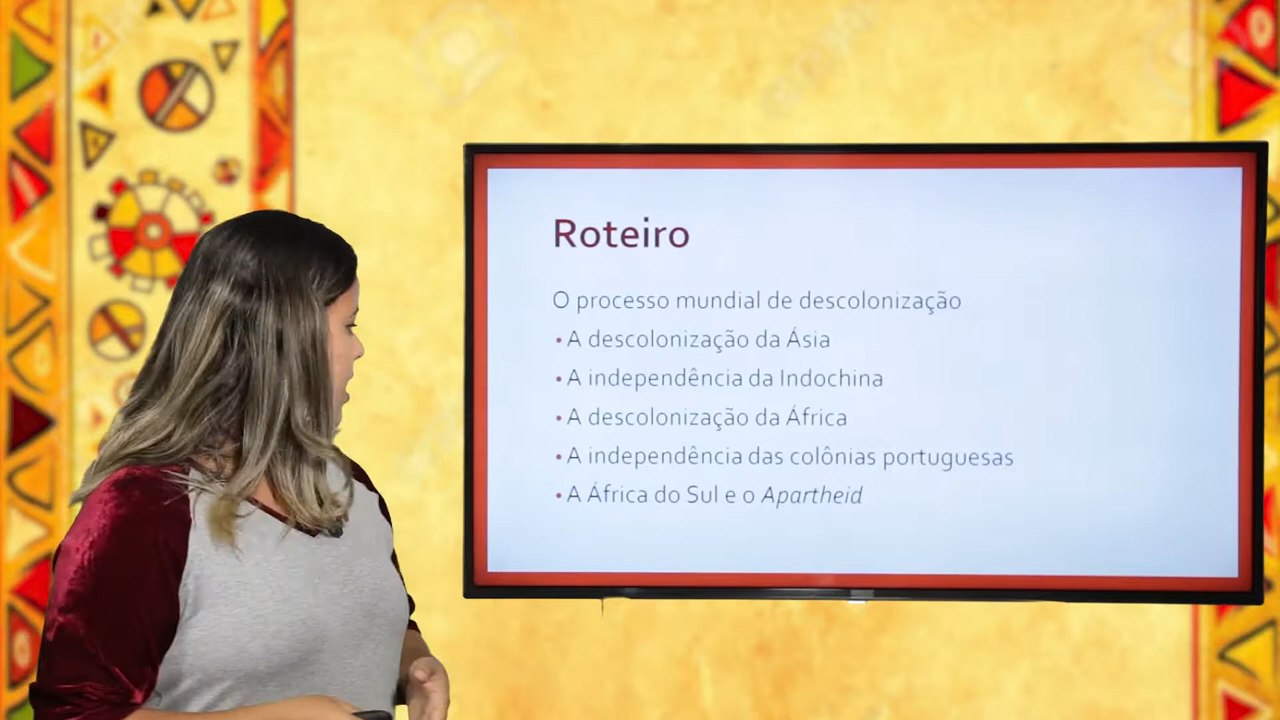 Roteiro
O processo mundial de descolonização
• A descolonização da Ásia
• A independência da Indochina
• A descolonização da África
• A independência das colônias portuguesas
• A África do Sul e o Apartheid